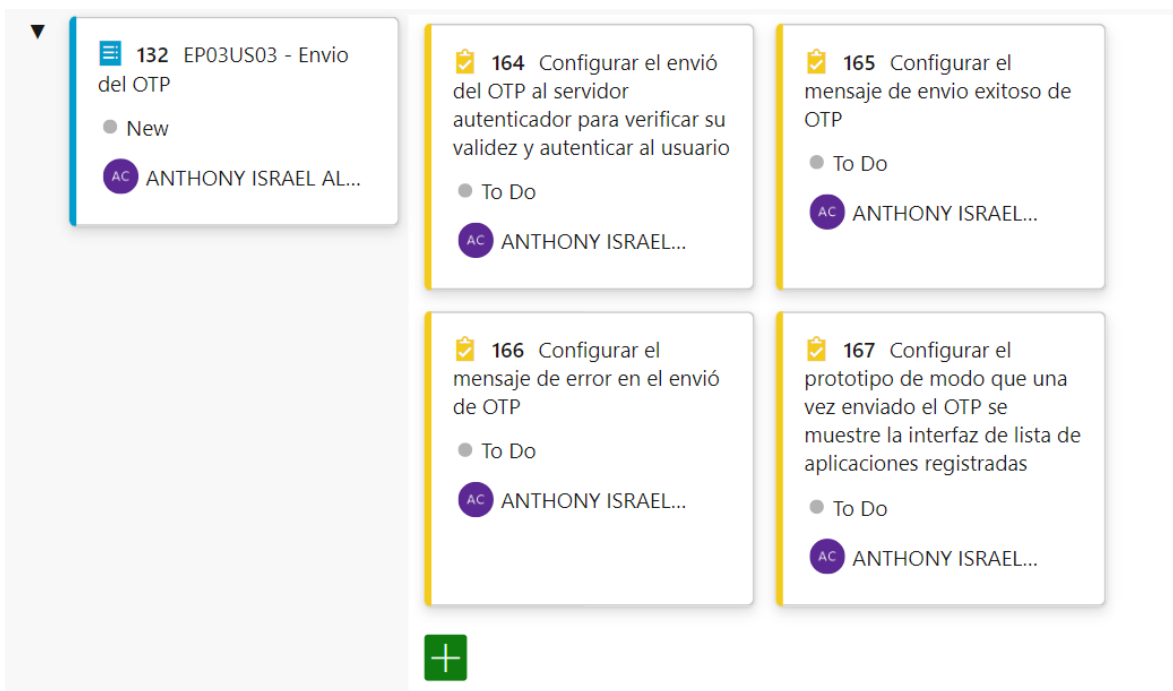 132 EP03US03 - Envio
del OTP
New
AC ANTHONY ISRAEL AL...
164 Configurar el envió
del OTP al servidor
autenticador para verificar su
validez y autenticar al usuario
To Do
AC ANTHONY ISRAEL...
165 Configurar el
mensaje de envio exitoso de
OTP
To Do
AC ANTHONY ISRAEL...
166 Configurar el
mensaje de error en el envió
de OTP
To Do
AC ANTHONY ISRAEL...
167 Configurar el
prototipo de modo que una
vez enviado el OTP se
muestre la interfaz de lista de
aplicaciones registradas
To Do
AC ANTHONY ISRAEL...